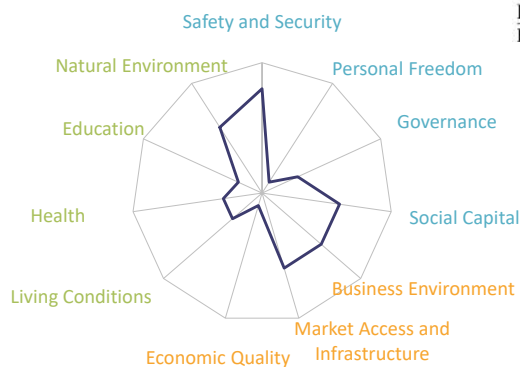 Safety and Security
Natural Environment
Personal Freedom
Education
Governance
Health
Social Capital
Living Conditions
Business Environment
Market Access and
Infrastructure
Economic Quality